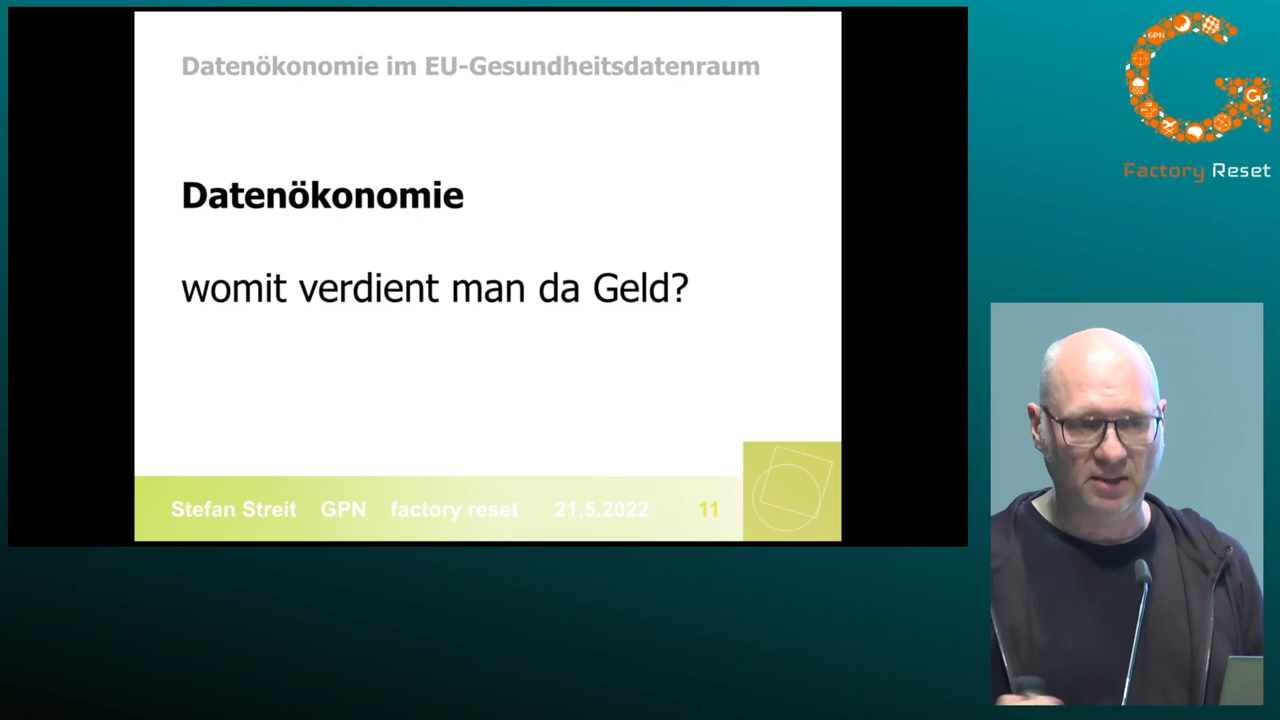 Datenökonomie im EU-Gesundheitsdatenraum
Datenökonomie
womit verdient man da Geld?
Stefan Streit GPN factory reset 21.5.2022 11
GPN
Factory Reset